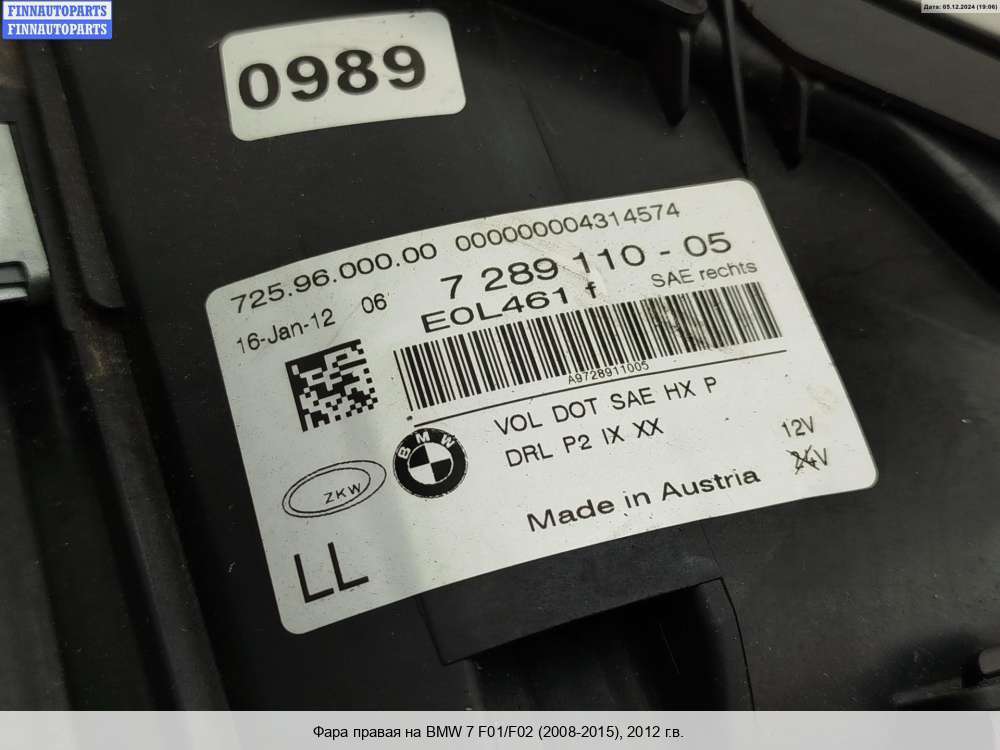 FINNAUTOPARTS
FINNAUTOPARTS
Дата: 05.12.2024 (19:06)
0989
725.96.000.00 000000004314574
16-Jan-12 06 7 289 110 - 05
E0L461 f SAE rechts
A9728911005
VOL DOT SAE HX P
DRL P2 IX XX
BMW
ZKW
12V
24V
Made in Austria
LL
Фара правая на BMW 7 F01/F02 (2008-2015), 2012 г.в.